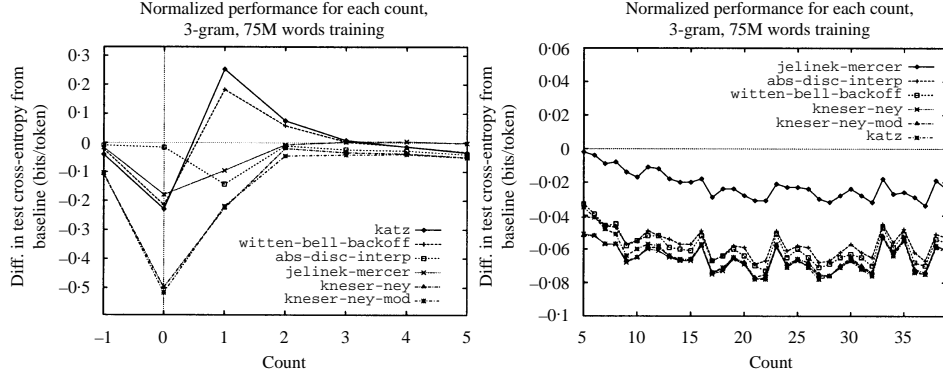 Normalized performance for each count,
3-gram, 75M words training
Diff. in test cross-entropy from
baseline (bits/token)
0·3
0·2
0·1
0
–0·1
–0·2
–0·3
–0·4
–0·5
katz
witten-bell-backoff
abs-disc-interp
jelinek-mercer
kneser-ney
kneser-ney-mod
–1 0 1 2 3 4 5
Count
Normalized performance for each count,
3-gram, 75M words training
Diff. in test cross-entropy from
baseline (bits/token)
0·06
0·04
0·02
0
–0·02
–0·04
–0·06
–0·08
–0·1
jelinek-mercer
abs-disc-interp
witten-bell-backoff
kneser-ney
kneser-ney-mod
katz
5 10 15 20 25 30 35
Count